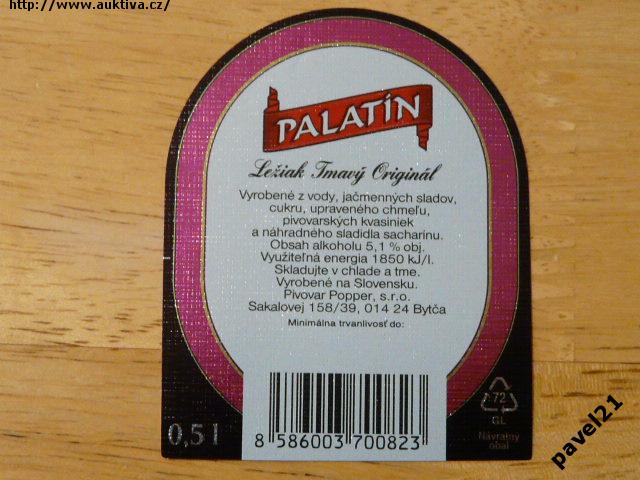 http://www.auktiva.cz/
PALATÍN
Ležiak Tmavý Originál
Vyrobené z vody, jačmenných sladov,
cukru, upraveného chmeľu,
pivovarských kvasiniek
a náhradného sladidla sacharínu.
Obsah alkoholu 5,1 % obj.
Využiteľná energia 1850 kJ/l.
Skladujte v chlade a tme.
Vyrobené na Slovensku.
Pivovar Popper, s.r.o.
Sakalovej 158/39, 014 24 Bytča
Minimálna trvanlivosť do:
72
GL
Návratný
obal
0,5 l
8 586003 700823
pavel21